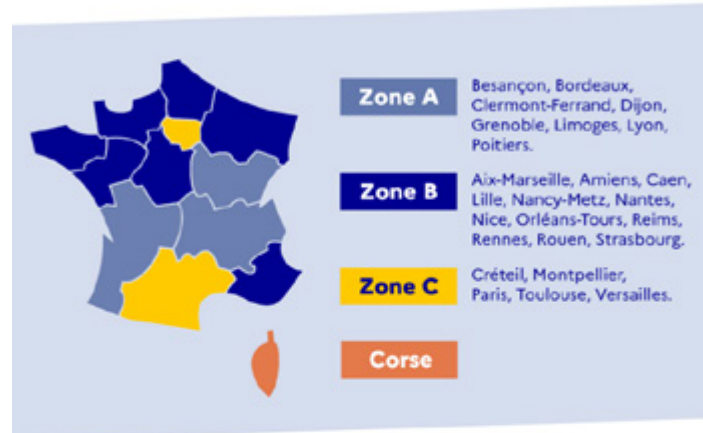 Zone A
Besançon, Bordeaux,
Clermont-Ferrand, Dijon,
Grenoble, Limoges, Lyon,
Poitiers.
Zone B
Aix-Marseille, Amiens, Caen,
Lille, Nancy-Metz, Nantes,
Nice, Orléans-Tours, Reims,
Rennes, Rouen, Strasbourg.
Zone C
Créteil, Montpellier,
Paris, Toulouse, Versailles.
Corse